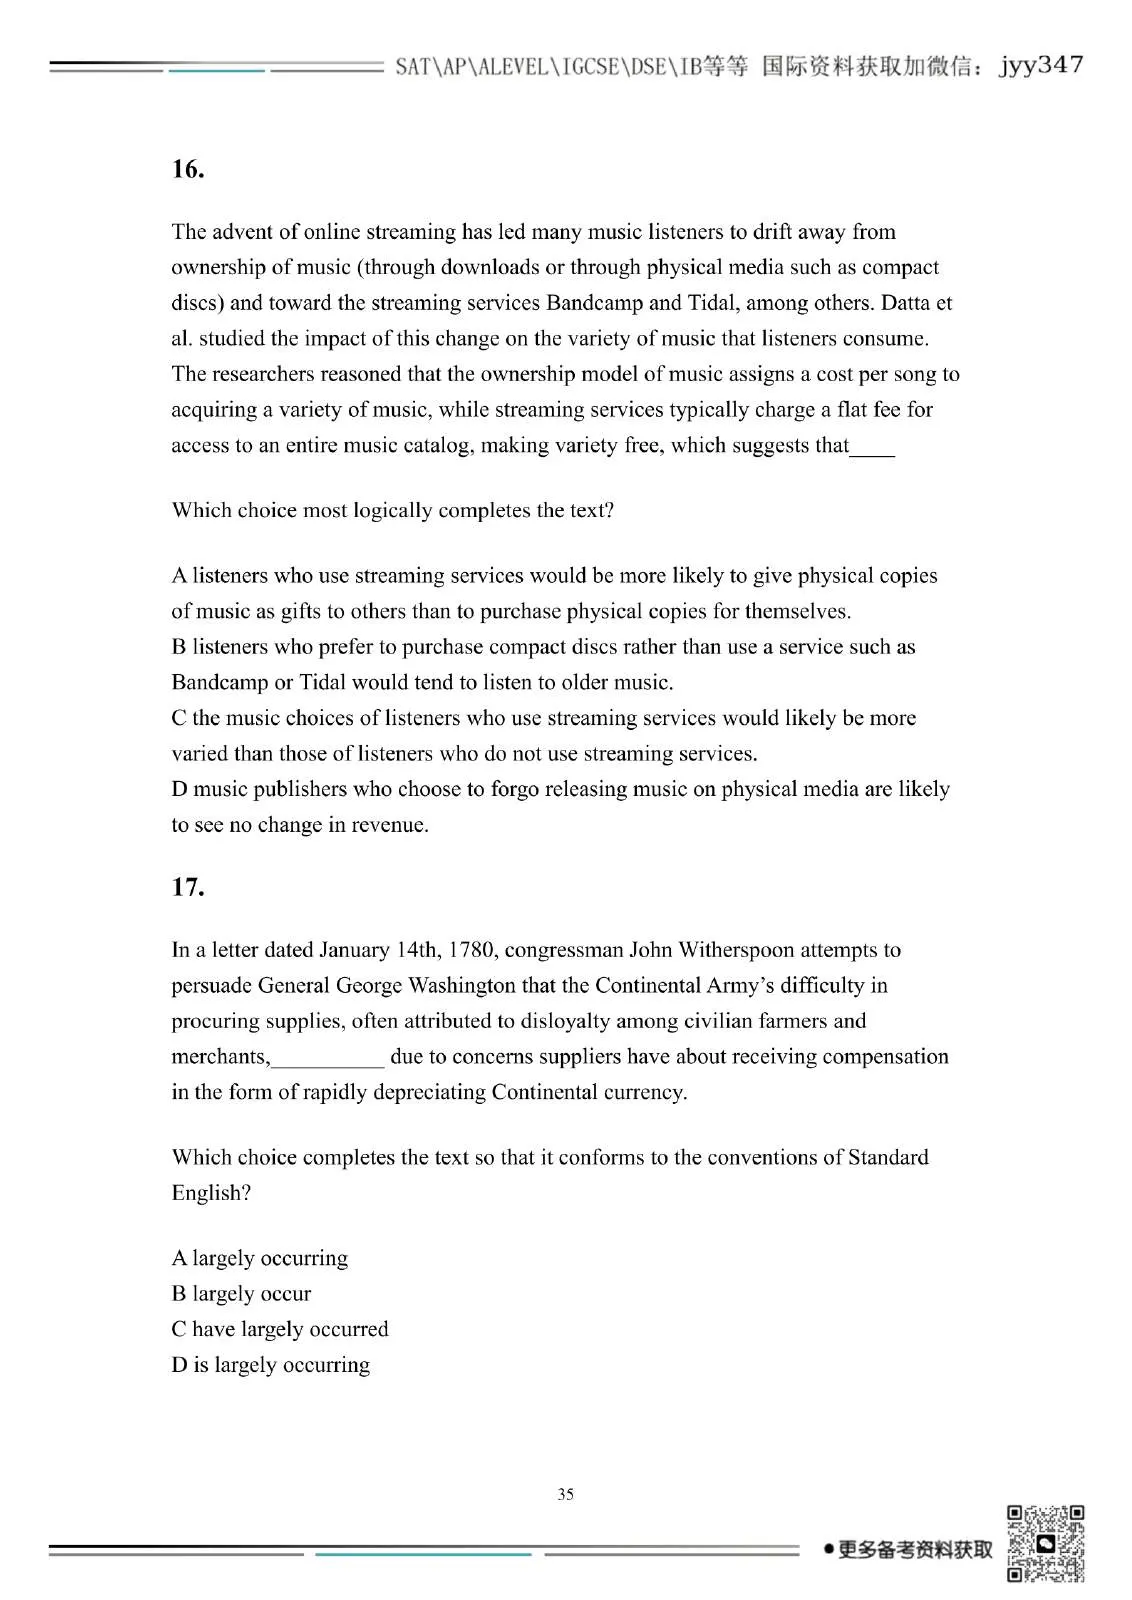 SAT\AP\ALEVEL\IGCSE\DSE\IB等等 国际资料获取加微信: jyy347
16.
The advent of online streaming has led many music listeners to drift away from
ownership of music (through downloads or through physical media such as compact
discs) and toward the streaming services Bandcamp and Tidal, among others. Datta et
al. studied the impact of this change on the variety of music that listeners consume.
The researchers reasoned that the ownership model of music assigns a cost per song to
acquiring a variety of music, while streaming services typically charge a flat fee for
access to an entire music catalog, making variety free, which suggests that____
Which choice most logically completes the text?
A listeners who use streaming services would be more likely to give physical copies
of music as gifts to others than to purchase physical copies for themselves.
B listeners who prefer to purchase compact discs rather than use a service such as
Bandcamp or Tidal would tend to listen to older music.
C the music choices of listeners who use streaming services would likely be more
varied than those of listeners who do not use streaming services.
D music publishers who choose to forgo releasing music on physical media are likely
to see no change in revenue.
17.
In a letter dated January 14th, 1780, congressman John Witherspoon attempts to
persuade General George Washington that the Continental Army’s difficulty in
procuring supplies, often attributed to disloyalty among civilian farmers and
merchants,__________ due to concerns suppliers have about receiving compensation
in the form of rapidly depreciating Continental currency.
Which choice completes the text so that it conforms to the conventions of Standard
English?
A largely occurring
B largely occur
C have largely occurred
D is largely occurring
35
●更多备考资料获取